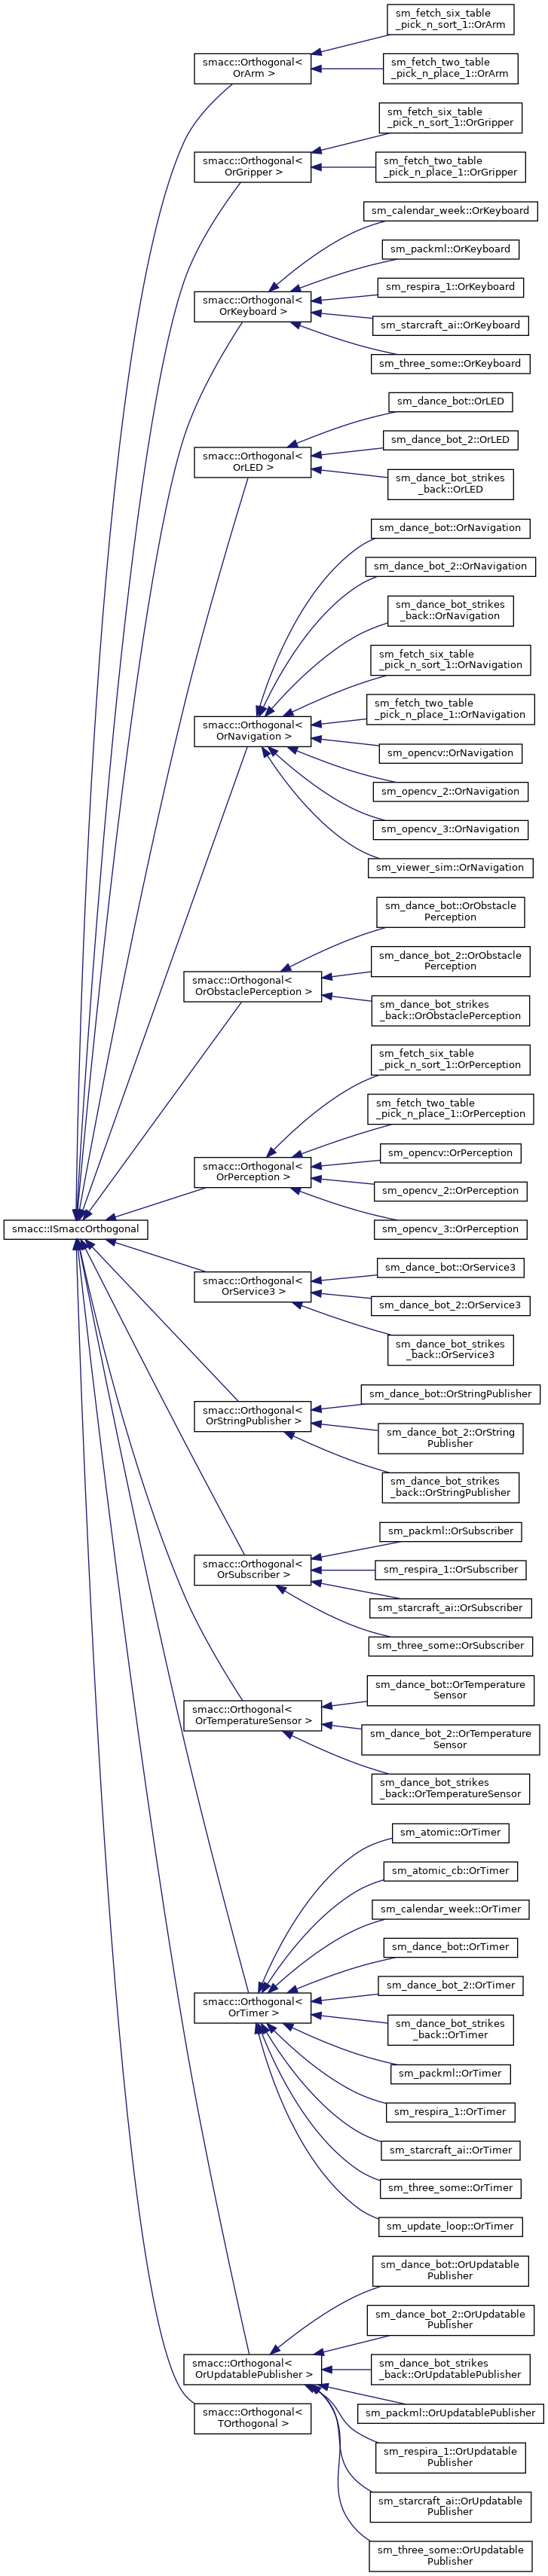 sm_fetch_six_table
_pick_n_sort_1::OrArm
smacc::Orthogonal<
OrArm >
sm_fetch_two_table
_pick_n_place_1::OrArm
sm_fetch_six_table
_pick_n_sort_1::OrGripper
smacc::Orthogonal<
OrGripper >
sm_fetch_two_table
_pick_n_place_1::OrGripper
sm_calendar_week::OrKeyboard
sm_packml::OrKeyboard
sm_respira_1::OrKeyboard
smacc::Orthogonal<
OrKeyboard >
sm_starcraft_ai::OrKeyboard
sm_three_some::OrKeyboard
sm_dance_bot::OrLED
sm_dance_bot_2::OrLED
smacc::Orthogonal<
OrLED >
sm_dance_bot_strikes
_back::OrLED
sm_dance_bot::OrNavigation
sm_dance_bot_2::OrNavigation
sm_dance_bot_strikes
_back::OrNavigation
sm_fetch_six_table
_pick_n_sort_1::OrNavigation
sm_fetch_two_table
_pick_n_place_1::OrNavigation
smacc::Orthogonal<
OrNavigation >
sm_opencv::OrNavigation
sm_opencv_2::OrNavigation
sm_opencv_3::OrNavigation
sm_viewer_sim::OrNavigation
sm_dance_bot::OrObstacle
Perception
sm_dance_bot_2::OrObstacle
Perception
smacc::Orthogonal<
OrObstaclePerception >
sm_dance_bot_strikes
_back::OrObstaclePerception
sm_fetch_six_table
_pick_n_sort_1::OrPerception
sm_fetch_two_table
_pick_n_place_1::OrPerception
sm_opencv::OrPerception
smacc::Orthogonal<
OrPerception >
sm_opencv_2::OrPerception
sm_opencv_3::OrPerception
smacc::ISmaccOrthogonal
sm_dance_bot::OrService3
smacc::Orthogonal<
OrService3 >
sm_dance_bot_2::OrService3
sm_dance_bot_strikes
_back::OrService3
sm_dance_bot::OrStringPublisher
smacc::Orthogonal<
OrStringPublisher >
sm_dance_bot_2::OrString
Publisher
sm_dance_bot_strikes
_back::OrStringPublisher
sm_packml::OrSubscriber
smacc::Orthogonal<
OrSubscriber >
sm_respira_1::OrSubscriber
sm_starcraft_ai::OrSubscriber
sm_three_some::OrSubscriber
sm_dance_bot::OrTemperature
Sensor
smacc::Orthogonal<
OrTemperatureSensor >
sm_dance_bot_2::OrTemperature
Sensor
sm_dance_bot_strikes
_back::OrTemperatureSensor
sm_atomic::OrTimer
sm_atomic_cb::OrTimer
sm_calendar_week::OrTimer
sm_dance_bot::OrTimer
sm_dance_bot_2::OrTimer
smacc::Orthogonal<
OrTimer >
sm_dance_bot_strikes
_back::OrTimer
sm_packml::OrTimer
sm_respira_1::OrTimer
sm_starcraft_ai::OrTimer
sm_three_some::OrTimer
sm_update_loop::OrTimer
sm_dance_bot::OrUpdatable
Publisher
sm_dance_bot_2::OrUpdatable
Publisher
smacc::Orthogonal<
OrUpdatablePublisher >
sm_dance_bot_strikes
_back::OrUpdatablePublisher
sm_packml::OrUpdatablePublisher
smacc::Orthogonal<
TOrthogonal >
sm_respira_1::OrUpdatable
Publisher
sm_starcraft_ai::OrUpdatable
Publisher
sm_three_some::OrUpdatable
Publisher